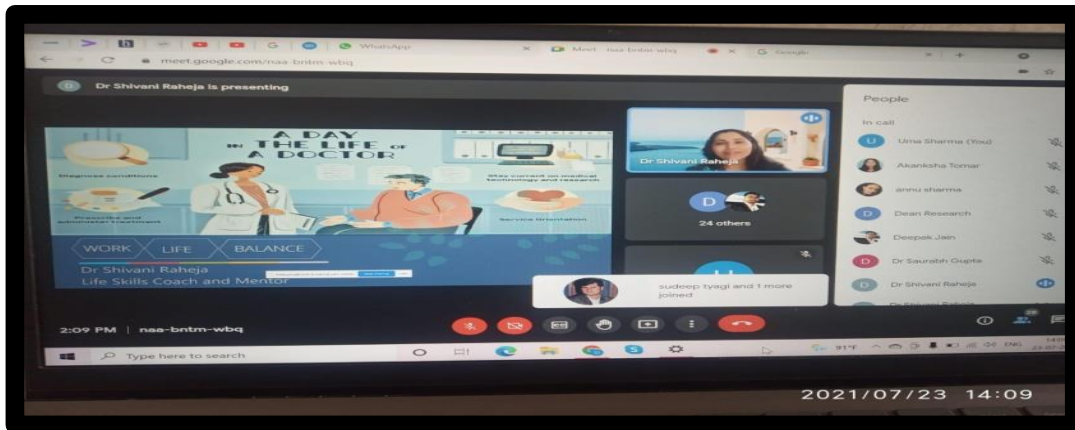 WhatsApp
Meet - naa-bntm-wbq
Google
meet.google.com/naa-bntm-wbq
Dr Shivani Raheja is presenting
A DAY
IN THE LIFE OF
A DOCTOR
Diagnose conditions
Stay current on medical
technology and research
Prescribe and
administer treatment
Service Orientation
WORK LIFE BALANCE
Dr Shivani Raheja
Life Skills Coach and Mentor
Dr Shivani Raheja
D
24 others
People
In call
U Uma Sharma (You)
Akanksha Tomar
annu sharma
D Dean Research
Deepak Jain
D Dr Saurabh Gupta
D Dr Shivani Raheja
Dr Shivani Raheja
sudeep tyagi and 1 more
joined
2:09 PM | naa-bntm-wbq
Type here to search
91°F
ENG
2021/07/23 14:09